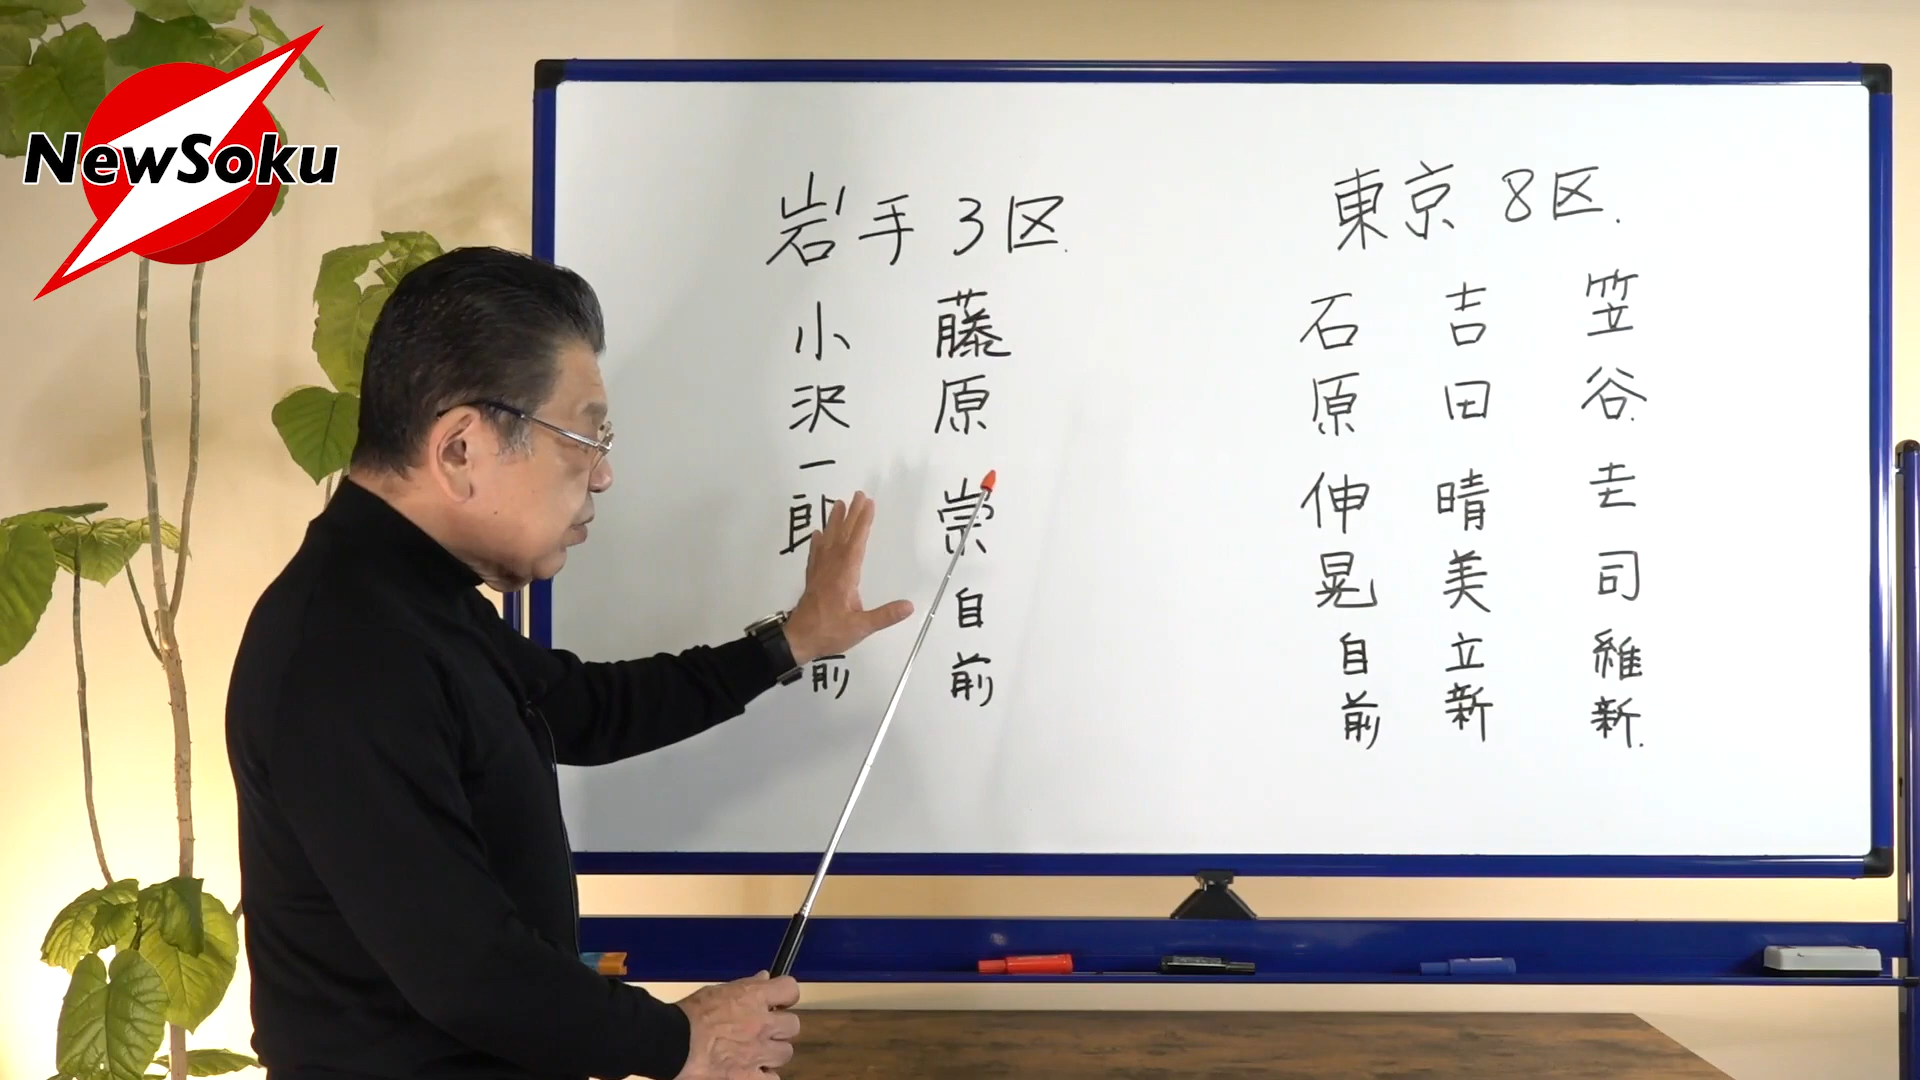 NewSoku
岩手3区.
小沢一郎 前
藤原崇 自前
東京8区.
石原伸晃 自前
吉田晴美 立新
笠谷圭司 維新.